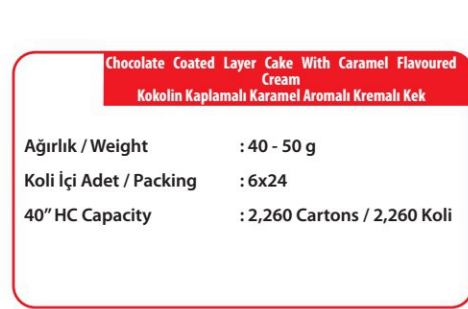 Chocolate Coated Layer Cake With Caramel Flavoured
Cream
Kokolin Kaplamalı Karamel Aromalı Kremalı Kek
Ağırlık / Weight : 40 - 50 g
Koli İçi Adet / Packing : 6x24
40” HC Capacity : 2,260 Cartons / 2,260 Koli